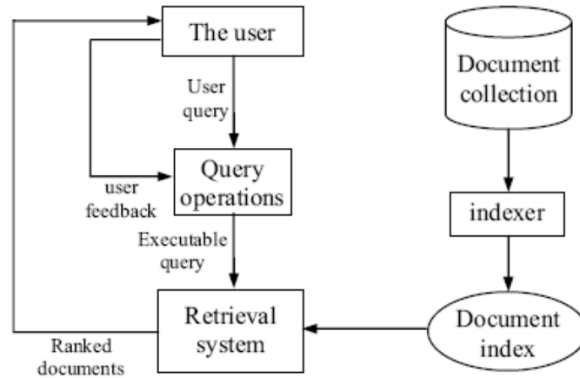 The user
User
query
user
feedback
Query
operations
Executable
query
Retrieval
system
Ranked
documents
Document
collection
indexer
Document
index